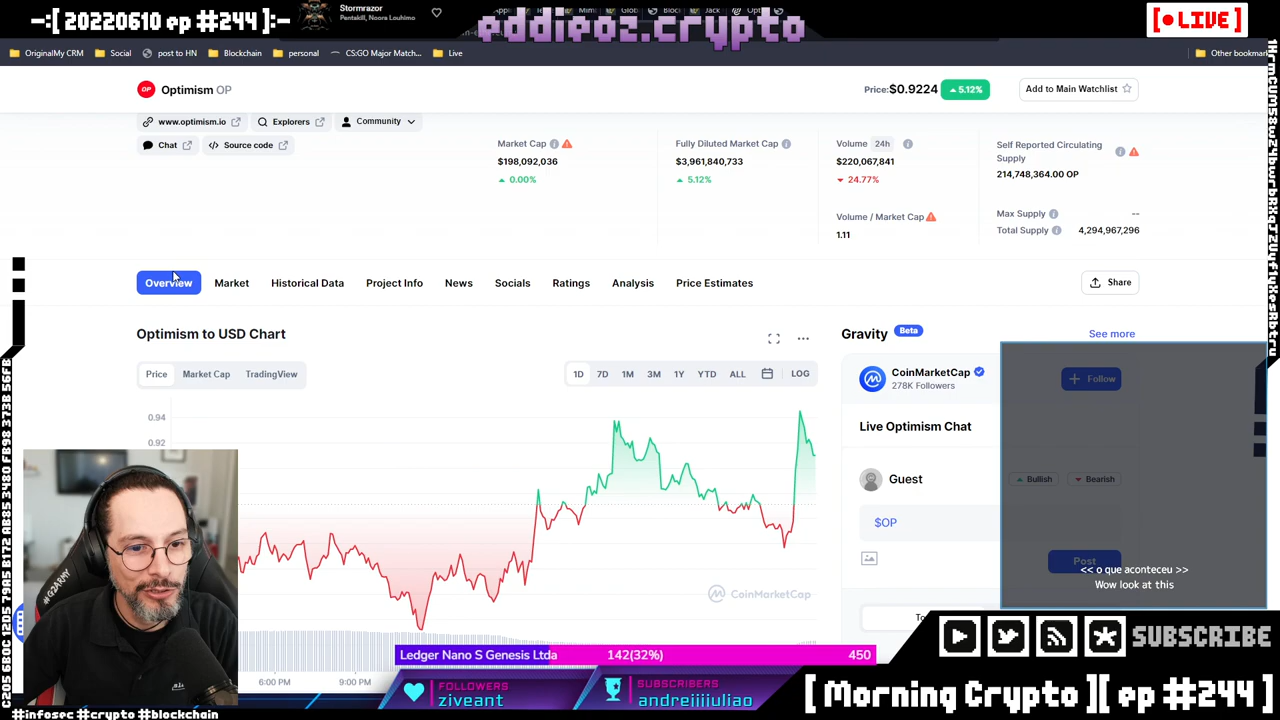 -:[ 20220610 ep #244 ]:-
Stormrazor
Pentakill, Noora Louhimo
eddieoz.crypto
[ LIVE ]
OriginalMy CRM
Social
post to HN
Blockchain
personal
CS:GO Major Match...
Live
Other bookmar
Optimism OP
Price:$0.9224
5.12%
Add to Main Watchlist
www.optimism.io
Explorers
Community
Chat
Source code
Market Cap
$198,092,036
0.00%
Fully Diluted Market Cap
$3,961,840,733
5.12%
Volume 24h
$220,067,841
24.77%
Volume / Market Cap
1.11
Self Reported Circulating
Supply
214,748,364.00 OP
Max Supply --
Total Supply 4,294,967,296
Overview
Market
Historical Data
Project Info
News
Socials
Ratings
Analysis
Price Estimates
Share
Optimism to USD Chart
Price
Market Cap
TradingView
1D
7D
1M
3M
1Y
YTD
ALL
LOG
0.94
0.92
CoinMarketCap
6:00 PM
9:00 PM
Gravity Beta
See more
CoinMarketCap
278K Followers
+ Follow
Live Optimism Chat
Guest
Bullish
Bearish
$OP
Post
<< o que aconteceu >>
Wow look at this
To
Ledger Nano S Genesis Ltda
142(32%)
450
FOLLOWERS
ziveant
SUBSCRIBERS
andrejjjuliao
SUBSCRIBE
[ Morning Crypto ][ ep #244 ]
#infosec #crypto #blockchain